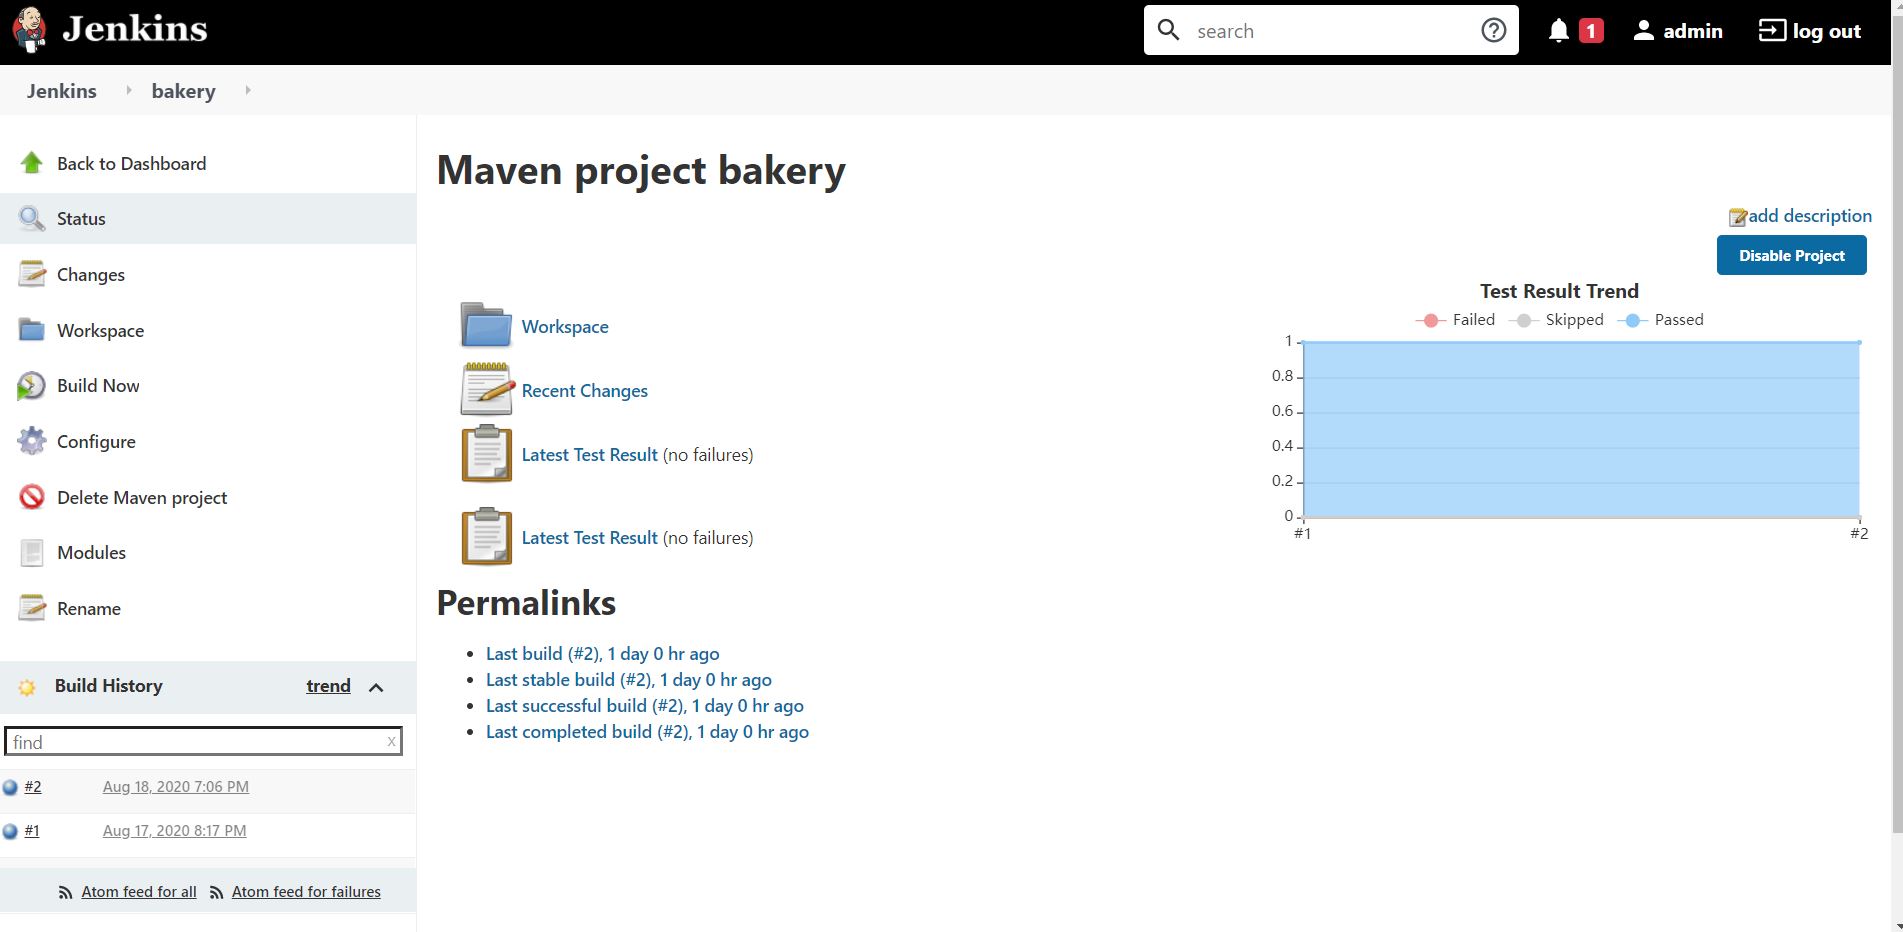 Jenkins
search
1
admin
log out
Jenkins
bakery
Back to Dashboard
Status
Changes
Workspace
Build Now
Configure
Delete Maven project
Modules
Rename
Build History
trend
find
x
#2 Aug 18, 2020 7:06 PM
#1 Aug 17, 2020 8:17 PM
Atom feed for all
Atom feed for failures
Maven project bakery
add description
Disable Project
Workspace
Recent Changes
Latest Test Result (no failures)
Latest Test Result (no failures)
Test Result Trend
Failed Skipped Passed
1
0.8
0.6
0.4
0.2
0
#1 #2
Permalinks
Last build (#2), 1 day 0 hr ago
Last stable build (#2), 1 day 0 hr ago
Last successful build (#2), 1 day 0 hr ago
Last completed build (#2), 1 day 0 hr ago